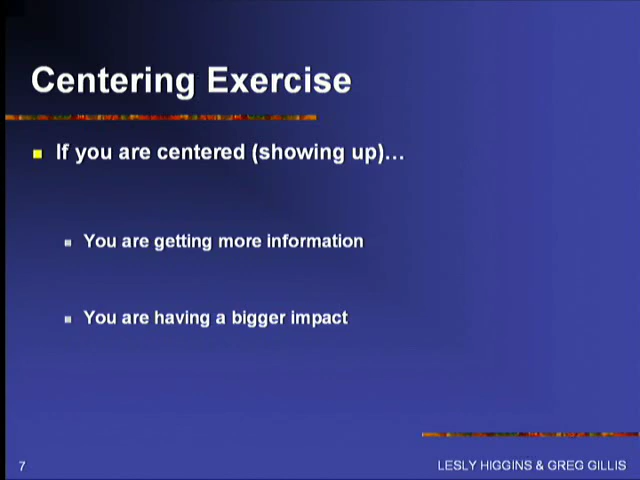 Centering Exercise
If you are centered (showing up)…
You are getting more information
You are having a bigger impact
7
LESLY HIGGINS & GREG GILLIS